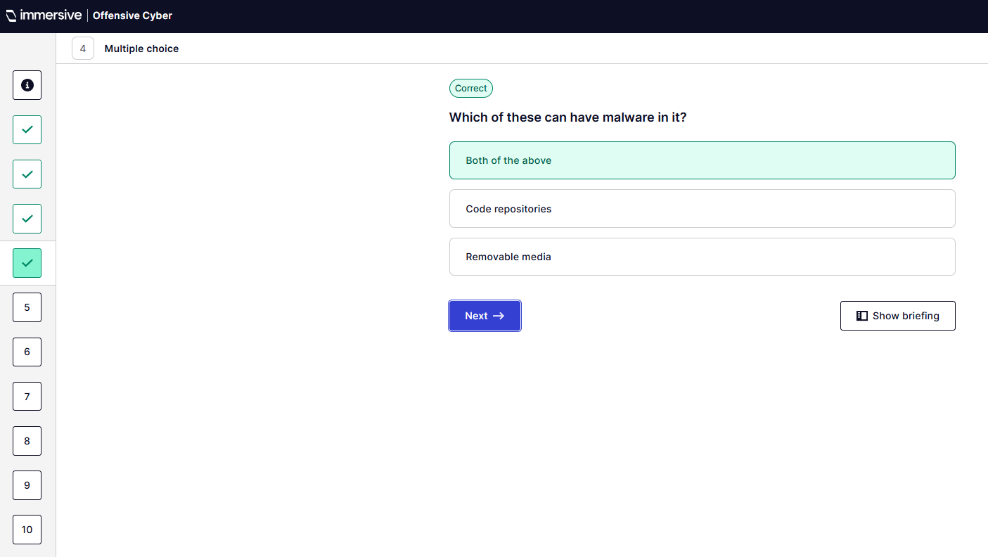 immersive | Offensive Cyber
4 Multiple choice
Correct
Which of these can have malware in it?
Both of the above
Code repositories
Removable media
Next →
Show briefing
5
6
7
8
9
10